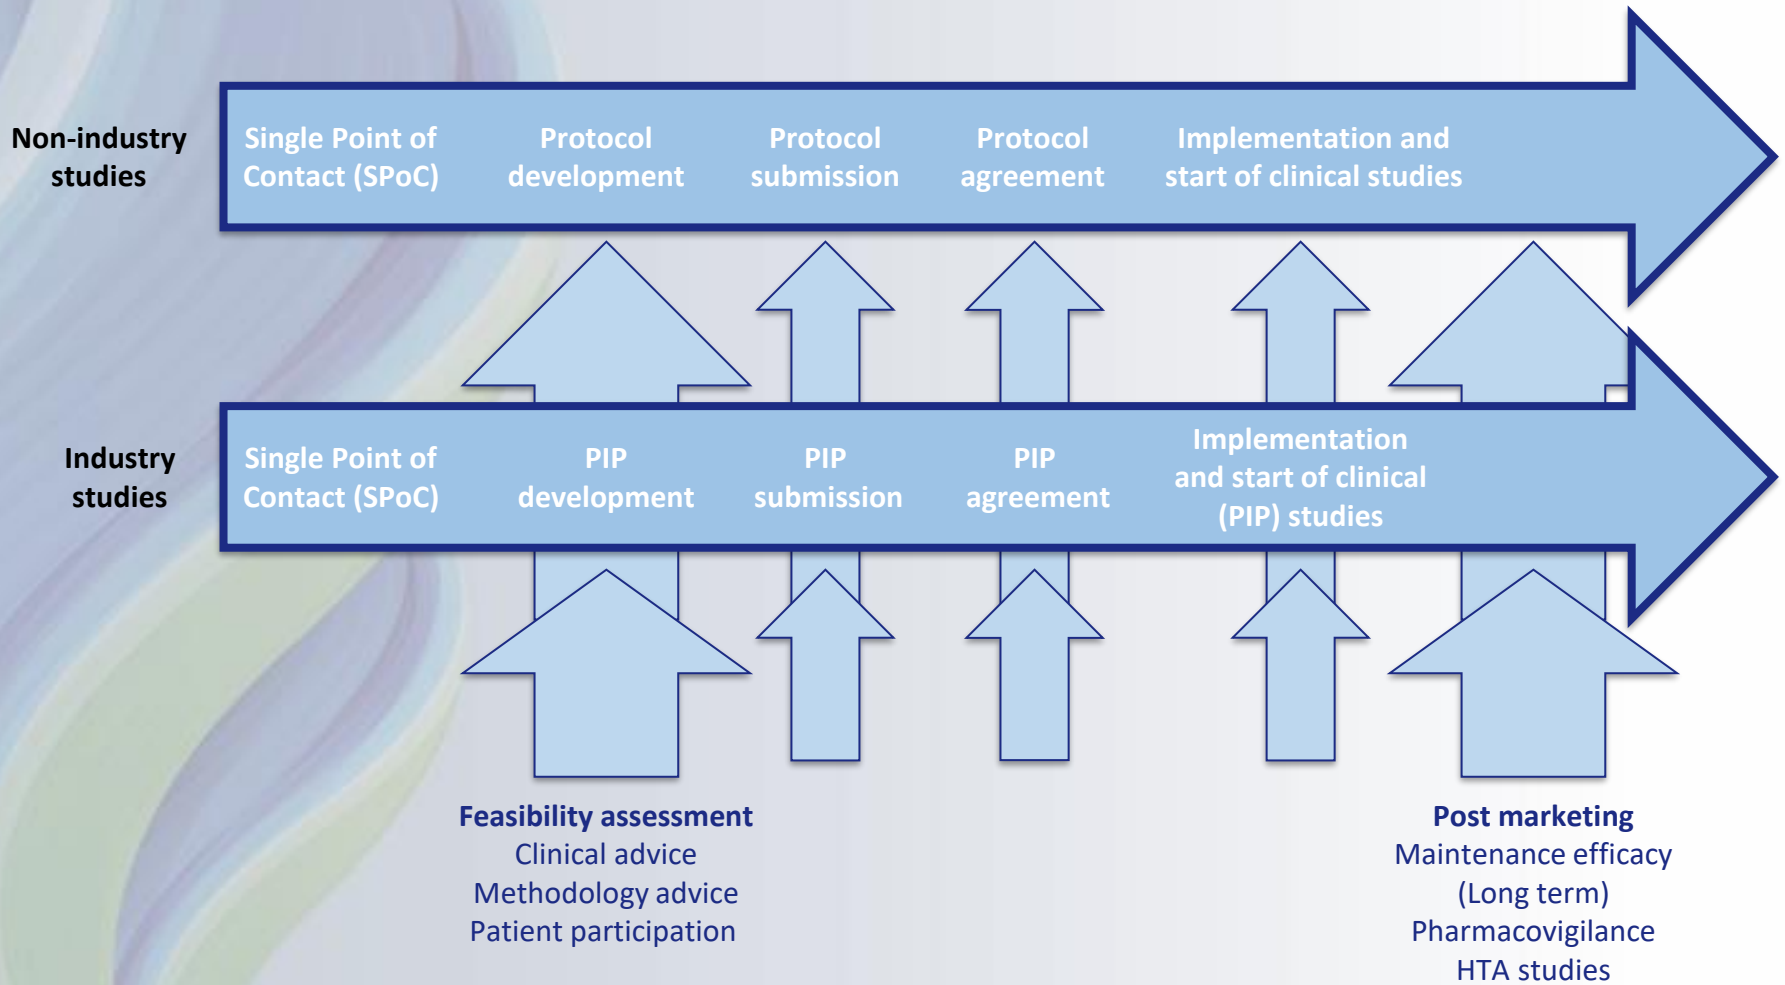 Non-industry
studies
Single Point of
Contact (SPoC)
Protocol
development
Protocol
submission
Protocol
agreement
Implementation and
start of clinical studies
Industry
studies
Single Point of
Contact (SPoC)
PIP
development
PIP
submission
PIP
agreement
Implementation
and start of clinical
(PIP) studies
Feasibility assessment
Clinical advice
Methodology advice
Patient participation
Post marketing
Maintenance efficacy
(Long term)
Pharmacovigilance
HTA studies